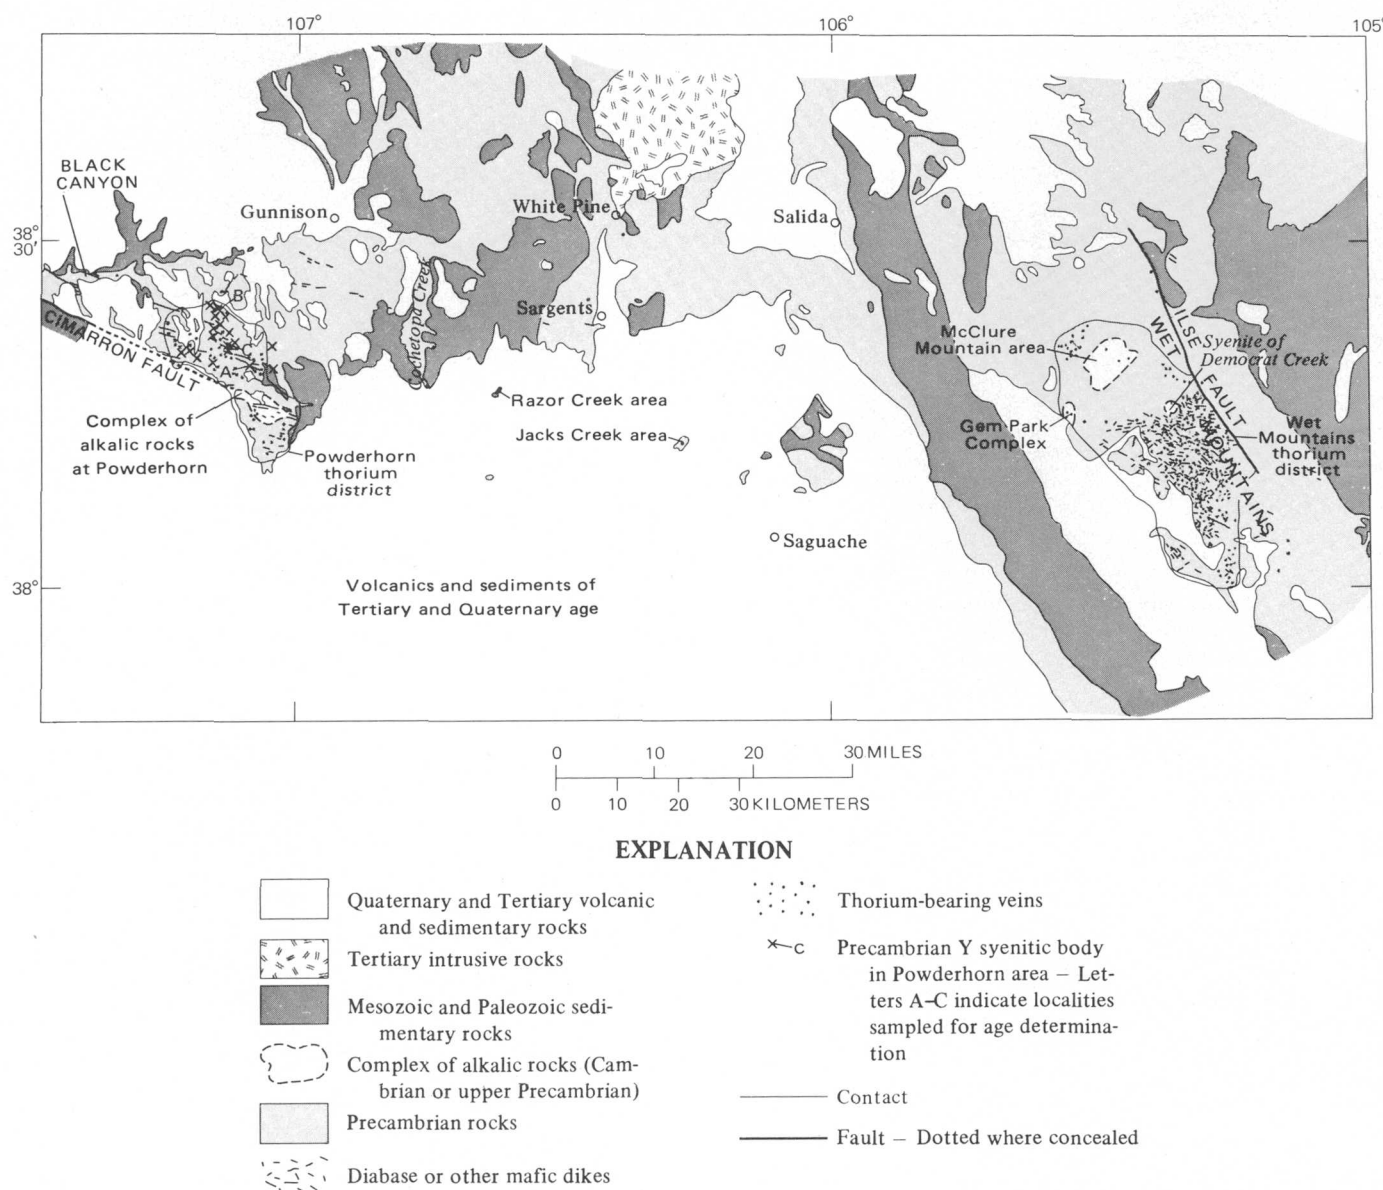 107°
106°
105°
BLACK
CANYON
Gunnison
White Pine
Salida
38°
30'
B
Cochetopa Creek
Sargents
CIMARRON FAULT
C
A
McClure
Mountain area
ILSE FAULT
WET MOUNTAINS
Syenite of
Democrat Creek
Razor Creek area
Jacks Creek area
Complex of
alkalic rocks
at Powderhorn
Powderhorn
thorium
district
Gem Park
Complex
Wet
Mountains
thorium
district
Saguache
38°
Volcanics and sediments of
Tertiary and Quaternary age
0 10 20 30 MILES
0 10 20 30 KILOMETERS
EXPLANATION
Quaternary and Tertiary volcanic
and sedimentary rocks
Tertiary intrusive rocks
Mesozoic and Paleozoic sedi-
mentary rocks
Complex of alkalic rocks (Cam-
brian or upper Precambrian)
Precambrian rocks
Diabase or other mafic dikes
Thorium-bearing veins
C
Precambrian Y syenitic body
in Powderhorn area – Let-
ters A–C indicate localities
sampled for age determina-
tion
Contact
Fault – Dotted where concealed